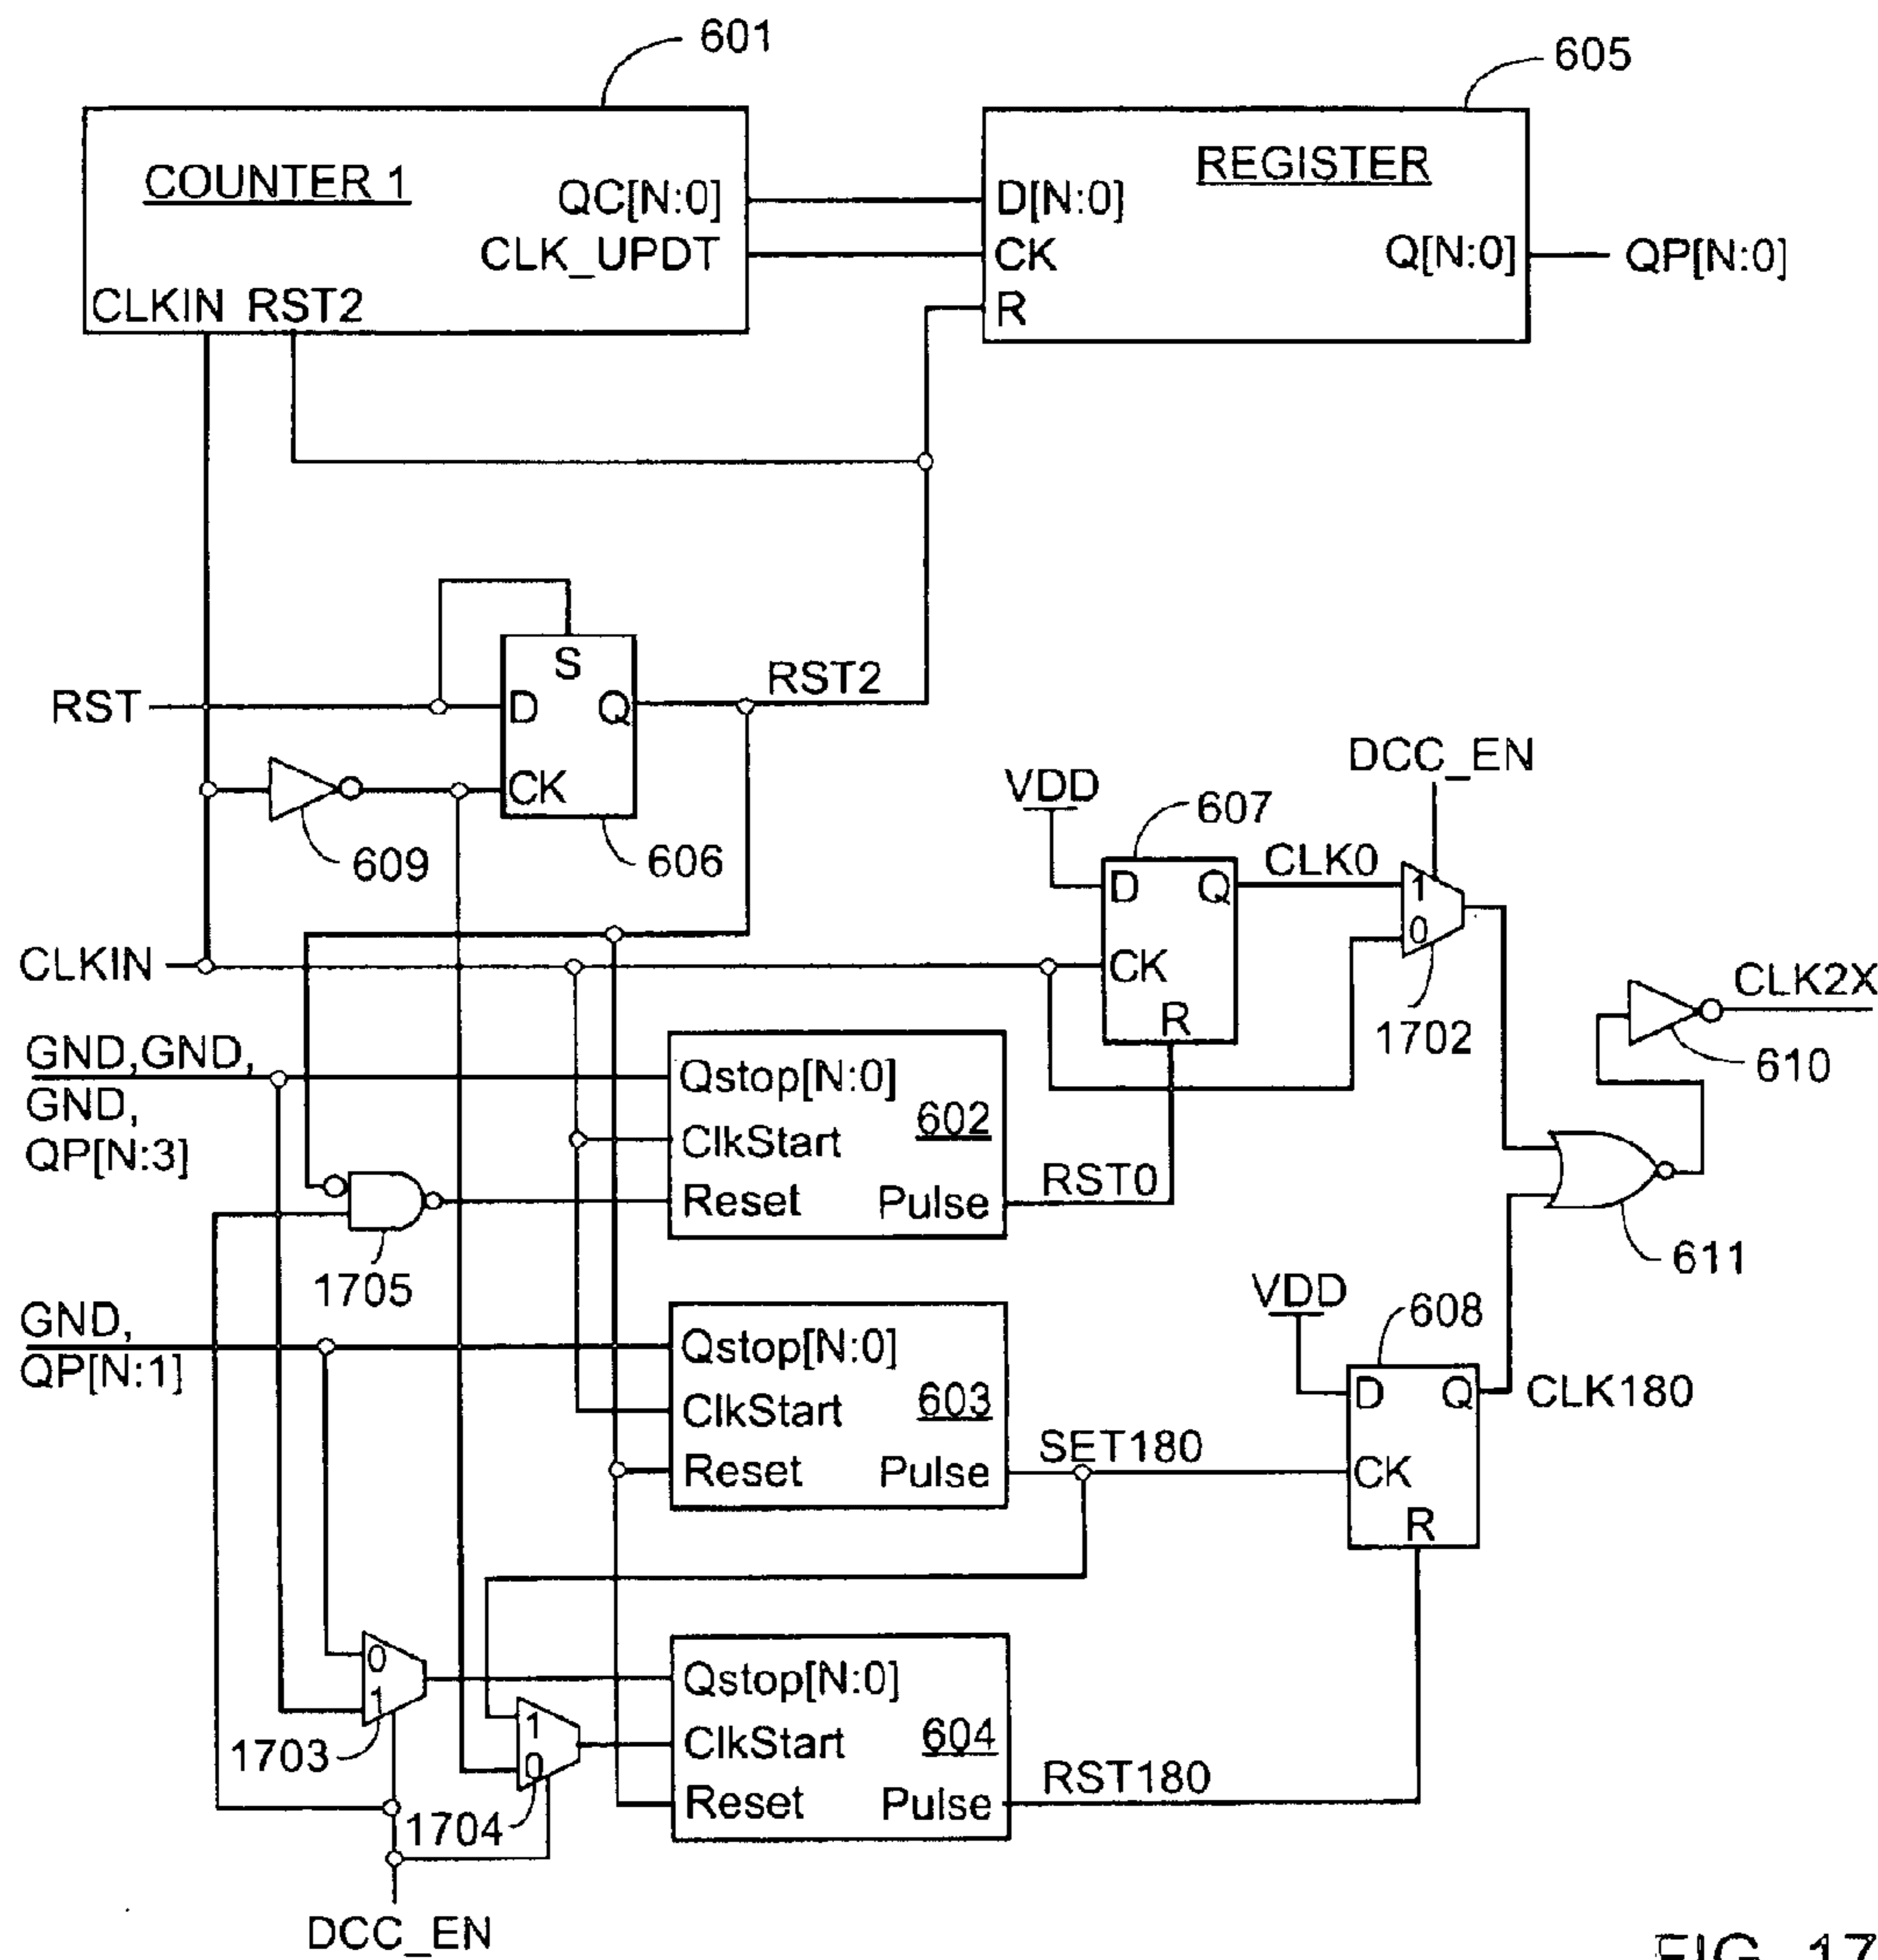 601
605
COUNTER 1
REGISTER
QC[N:0]
D[N:0]
CLK_UPDT
CK
Q[N:0]
QP[N:0]
CLKIN RST2
R
S
RST2
RST
D
Q
DCC_EN
CK
VDD
607
609
606
CLK0
D
Q
1
0
CLKIN
CK
CLK2X
R
1702
GND,GND,
GND,
QP[N:3]
Qstop[N:0]
602
ClkStart
Reset
Pulse
RST0
610
611
1705
VDD
608
GND,
QP[N:1]
Qstop[N:0]
603
ClkStart
Reset
Pulse
SET180
D
Q
CLK180
CK
R
0
1
Qstop[N:0]
1
0
604
ClkStart
Reset
Pulse
RST180
1703
1704
DCC_EN
FIG. 17